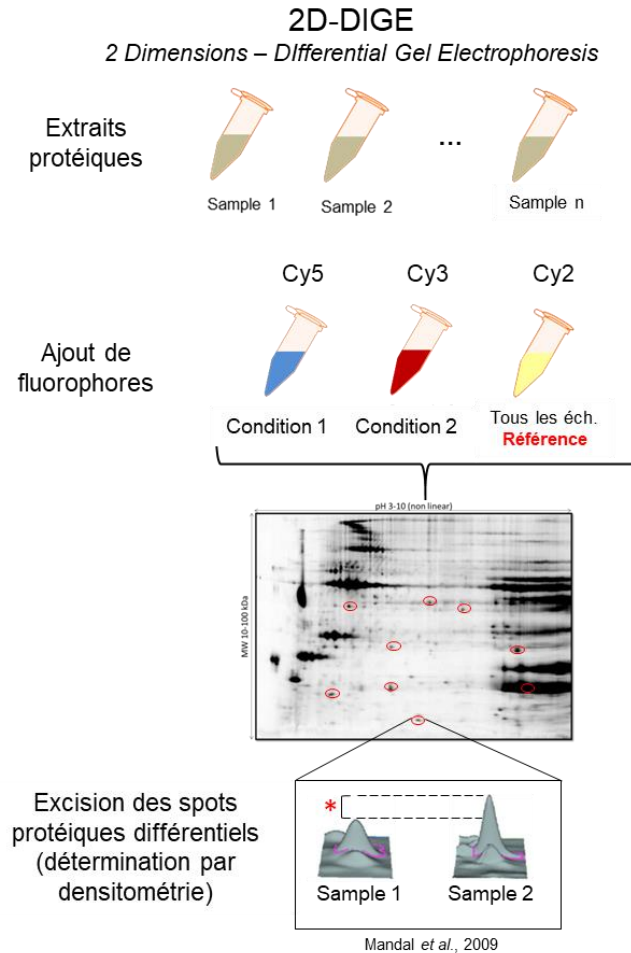 2D-DIGE
2 Dimensions – DIfferential Gel Electrophoresis
Extraits
protéiques
...
Sample 1
Sample 2
Sample n
Cy5
Cy3
Cy2
Ajout de
fluorophores
Condition 1
Condition 2
Tous les éch.
Référence
pH 3-10 (non linear)
MW 10-100 kDa
Excision des spots
protéiques différentiels
(détermination par
densitométrie)
*
Sample 1
Sample 2
Mandal et al., 2009